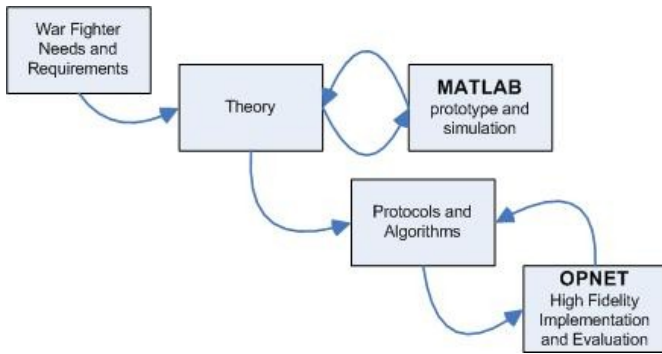 War Fighter
Needs and
Requirements
Theory
MATLAB
prototype and
simulation
Protocols and
Algorithms
OPNET
High Fidelity
Implementation
and Evaluation